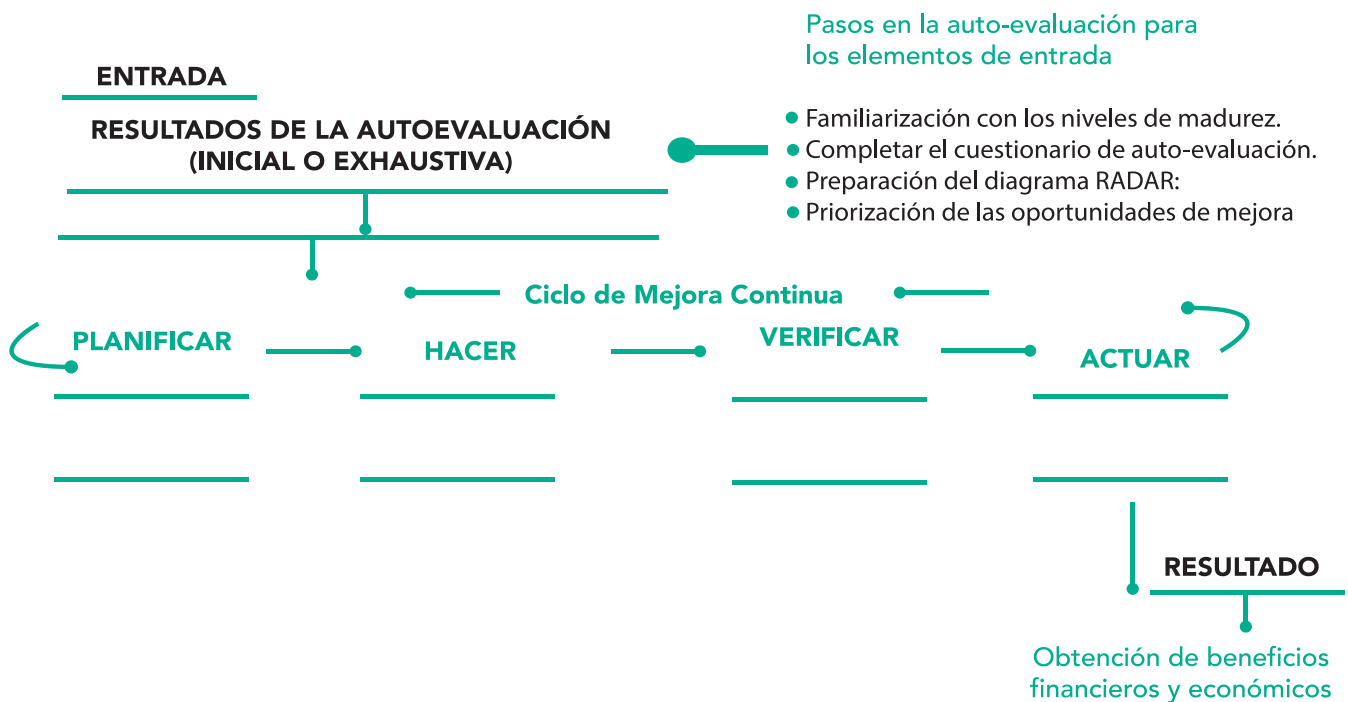 Pasos en la auto-evaluación para
los elementos de entrada
ENTRADA
RESULTADOS DE LA AUTOEVALUACIÓN
(INICIAL O EXHAUSTIVA)
Familiarización con los niveles de madurez.
Completar el cuestionario de auto-evaluación.
Preparación del diagrama RADAR:
Priorización de las oportunidades de mejora
Ciclo de Mejora Continua
PLANIFICAR
HACER
VERIFICAR
ACTUAR
RESULTADO
Obtención de beneficios
financieros y económicos